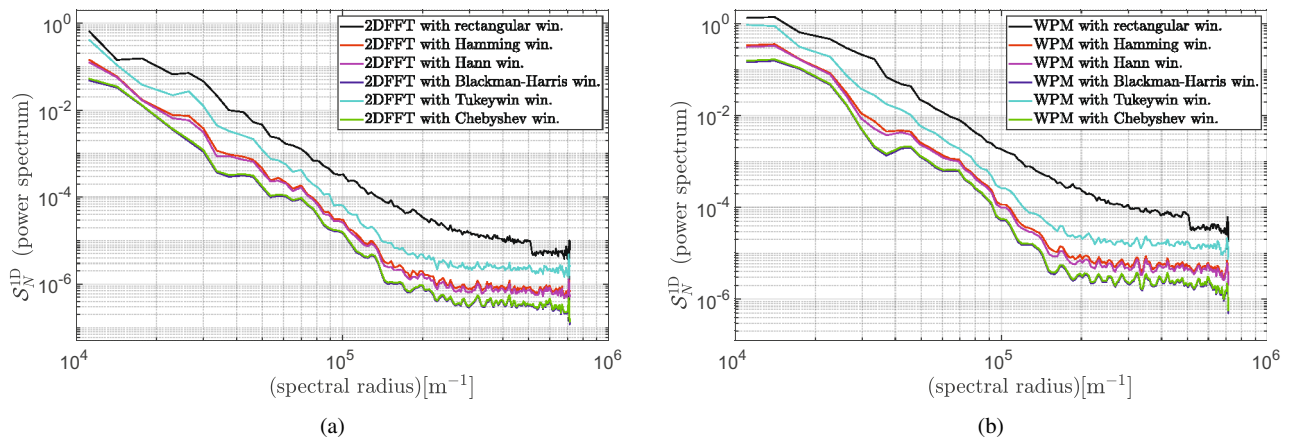 10^0
10^-2
10^-4
10^-6
S_N^1D (power spectrum)
2DFFT with rectangular win.
2DFFT with Hamming win.
2DFFT with Hann win.
2DFFT with Blackman-Harris win.
2DFFT with Tukeywin win.
2DFFT with Chebyshev win.
10^4
10^5
10^6
(spectral radius)[m^-1]
(a)
10^0
10^-2
10^-4
10^-6
S_N^1D (power spectrum)
WPM with rectangular win.
WPM with Hamming win.
WPM with Hann win.
WPM with Blackman-Harris win.
WPM with Tukeywin win.
WPM with Chebyshev win.
10^4
10^5
10^6
(spectral radius)[m^-1]
(b)